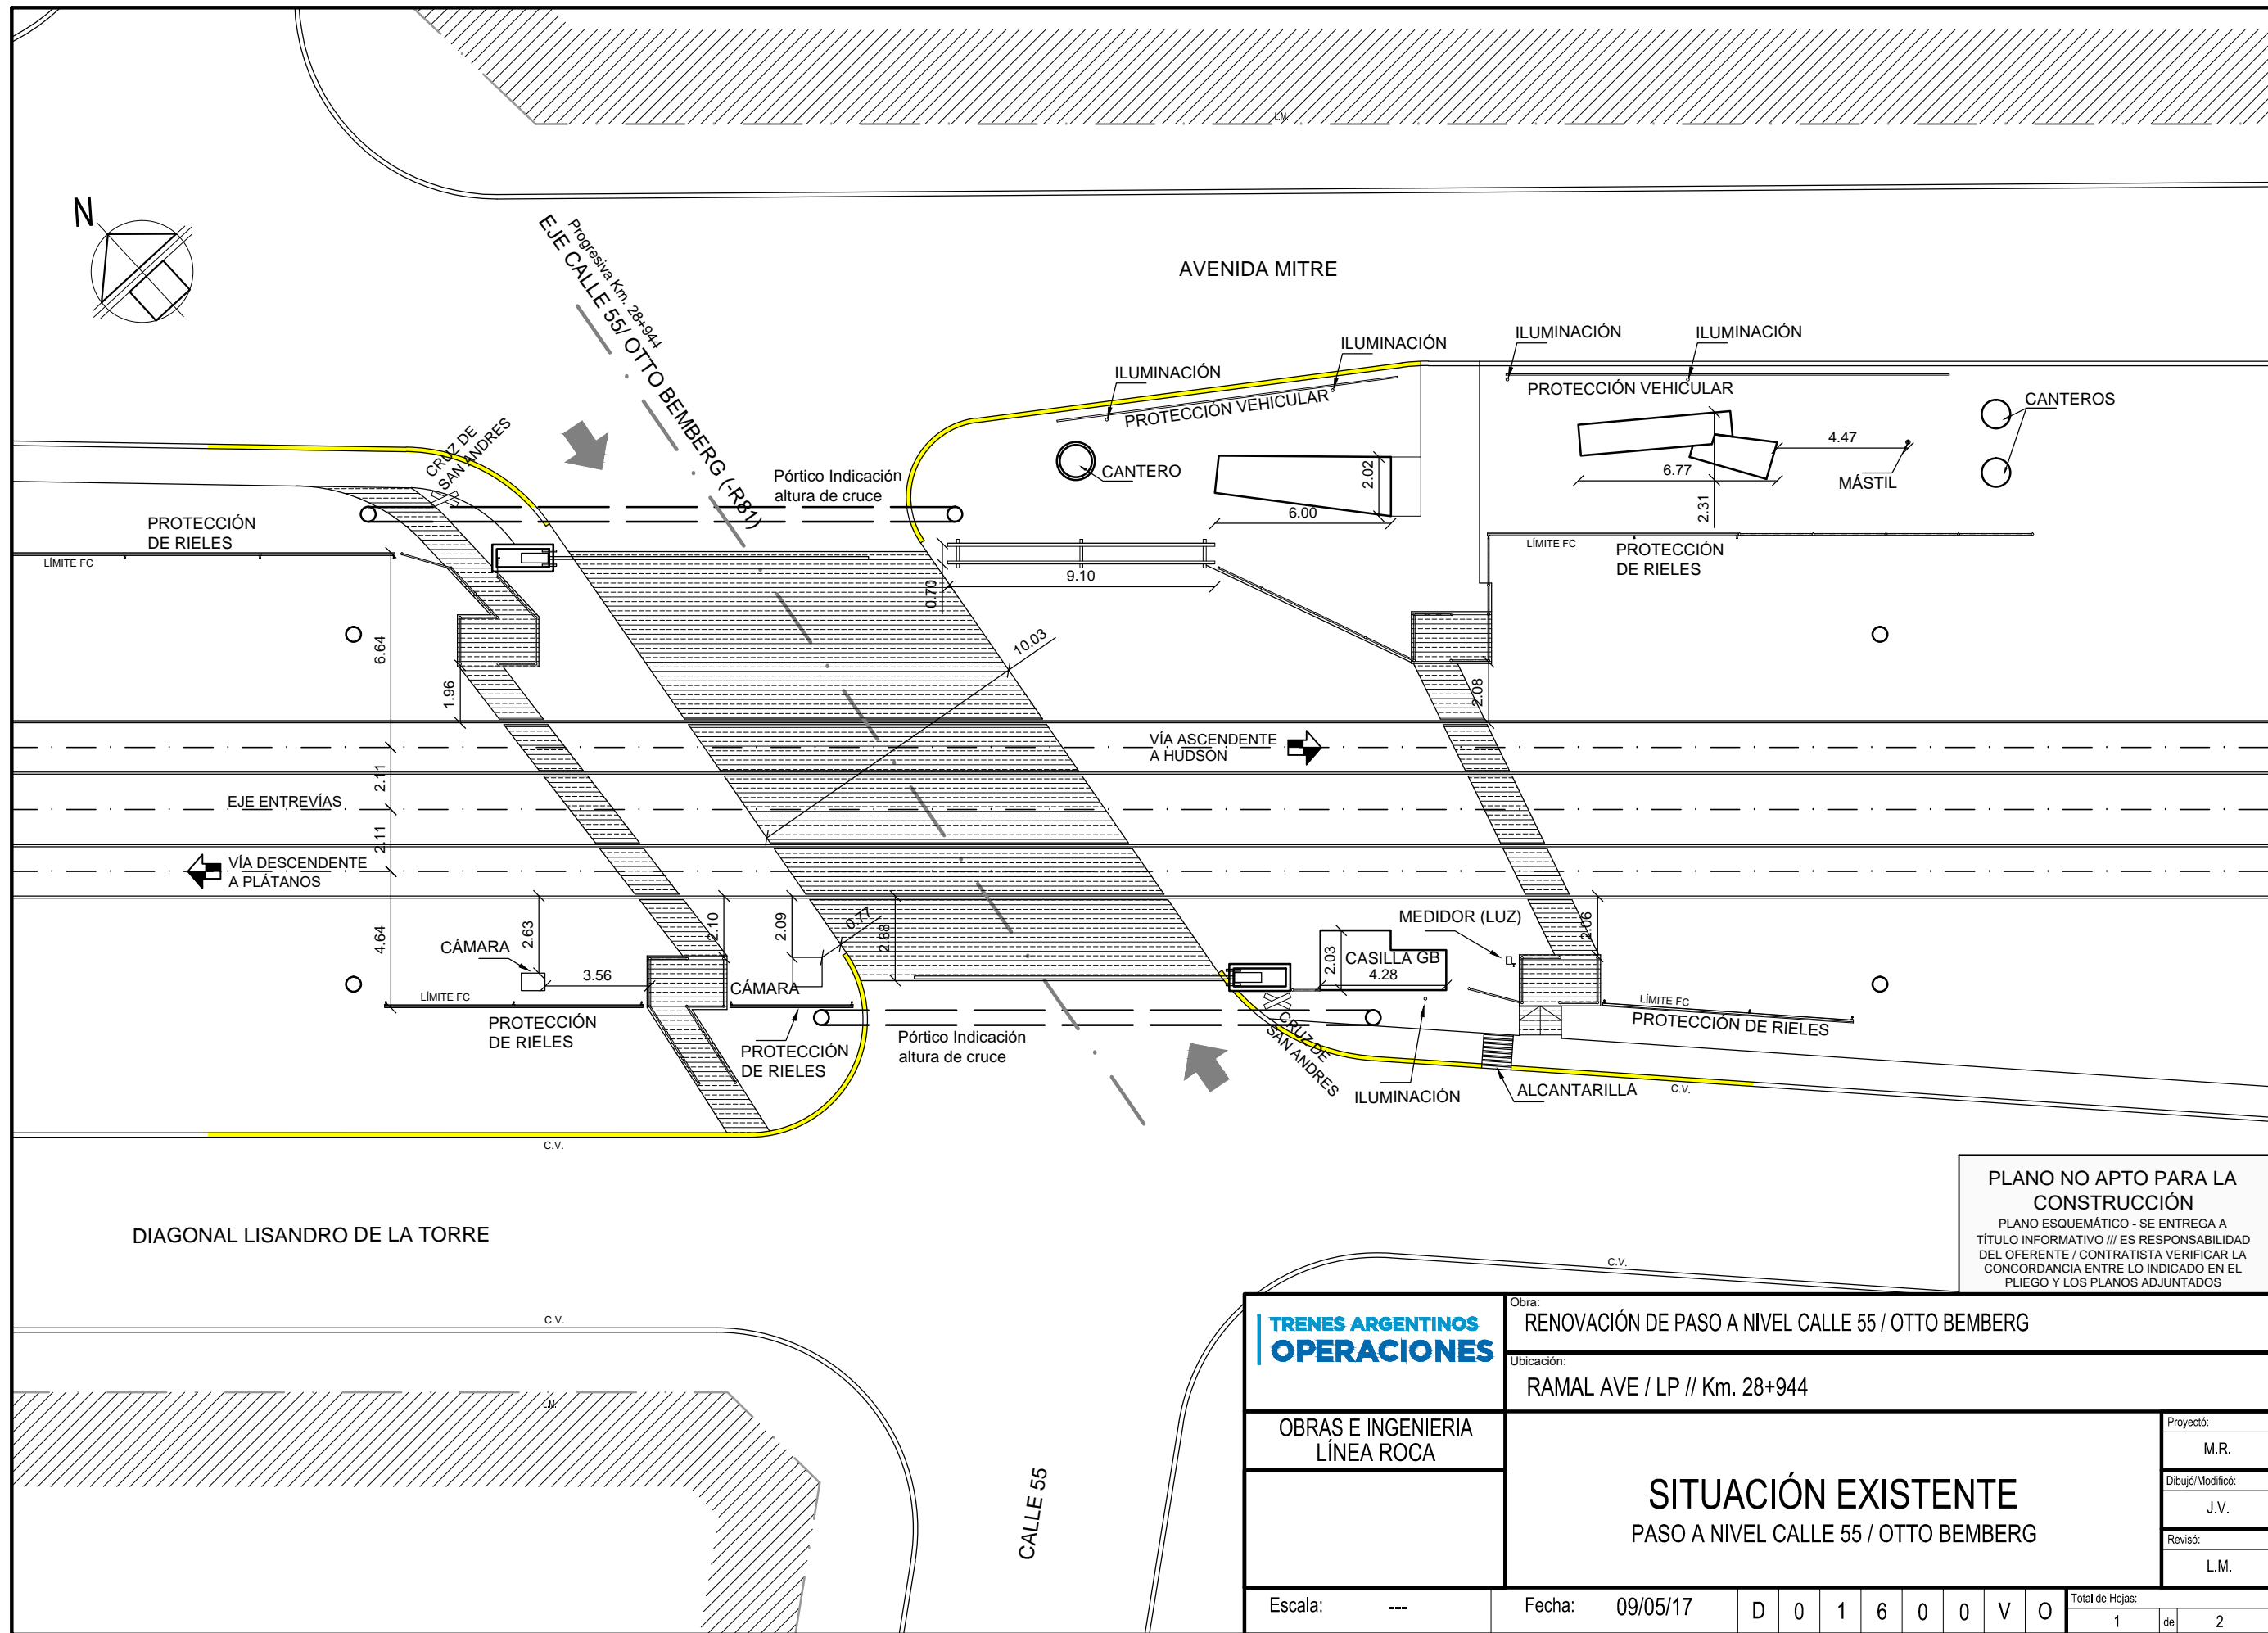 L.M.
N
Progresiva Km. 28+944
EJE CALLE 55/ OTTO BEMBERG (-R81)
AVENIDA MITRE
ILUMINACIÓN
ILUMINACIÓN
ILUMINACIÓN
ILUMINACIÓN
PROTECCIÓN VEHICULAR
PROTECCIÓN VEHICULAR
CANTEROS
CRUZ DE
SAN ANDRES
Pórtico Indicación
altura de cruce
CANTERO
2.02
6.00
6.77
2.31
4.47
MÁSTIL
PROTECCIÓN
DE RIELES
LÍMITE FC
LÍMITE FC
PROTECCIÓN
DE RIELES
0.70
9.10
10.03
6.64
1.96
2.08
VÍA ASCENDENTE
A HUDSON
2.11
EJE ENTREVÍAS
2.11
VÍA DESCENDENTE
A PLÁTANOS
4.64
2.63
CÁMARA
3.56
2.10
2.09
0.77
2.88
CÁMARA
MEDIDOR (LUZ)
2.03
CASILLA GB
4.28
2.06
LÍMITE FC
PROTECCIÓN
DE RIELES
PROTECCIÓN
DE RIELES
Pórtico Indicación
altura de cruce
CRUZ DE
SAN ANDRES
ILUMINACIÓN
ALCANTARILLA
LÍMITE FC
PROTECCIÓN DE RIELES
C.V.
C.V.
DIAGONAL LISANDRO DE LA TORRE
C.V.
C.V.
L.M.
CALLE 55
PLANO NO APTO PARA LA
CONSTRUCCIÓN
PLANO ESQUEMÁTICO - SE ENTREGA A
TÍTULO INFORMATIVO /// ES RESPONSABILIDAD
DEL OFERENTE / CONTRATISTA VERIFICAR LA
CONCORDANCIA ENTRE LO INDICADO EN EL
PLIEGO Y LOS PLANOS ADJUNTADOS
TRENES ARGENTINOS
OPERACIONES
Obra:
RENOVACIÓN DE PASO A NIVEL CALLE 55 / OTTO BEMBERG
Ubicación:
RAMAL AVE / LP // Km. 28+944
OBRAS E INGENIERIA
LÍNEA ROCA
SITUACIÓN EXISTENTE
PASO A NIVEL CALLE 55 / OTTO BEMBERG
Proyectó:
M.R.
Dibujó/Modificó:
J.V.
Revisó:
L.M.
Escala: ---
Fecha: 09/05/17
D 0 1 6 0 0 V O
Total de Hojas:
1 de 2